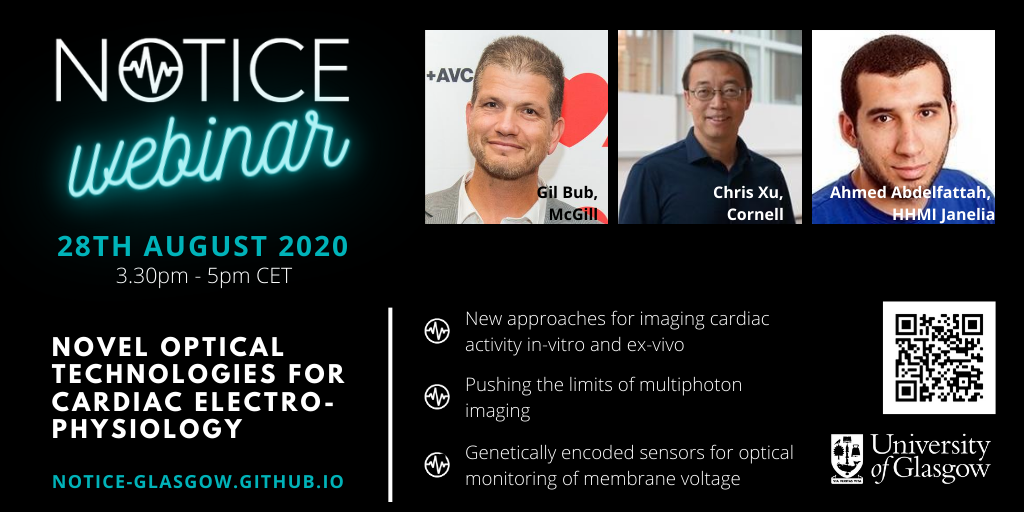 NOTICE
webinar
28TH AUGUST 2020
3.30pm - 5pm CET
NOVEL OPTICAL
TECHNOLOGIES FOR
CARDIAC ELECTRO-
PHYSIOLOGY
NOTICE-GLASGOW.GITHUB.IO
+AVC
Gil Bub,
McGill
Chris Xu,
Cornell
Ahmed Abdelfattah,
HHMI Janelia
New approaches for imaging cardiac
activity in-vitro and ex-vivo
Pushing the limits of multiphoton
imaging
Genetically encoded sensors for optical
monitoring of membrane voltage
University
of Glasgow
VIA VERITAS VITA